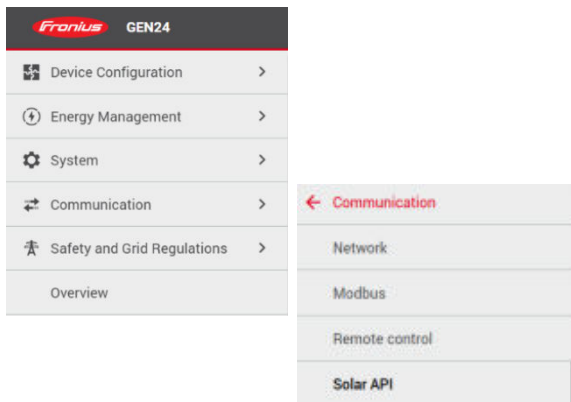 Fronius GEN24
Device Configuration
Energy Management
System
Communication
Safety and Grid Regulations
Overview
Communication
Network
Modbus
Remote control
Solar API